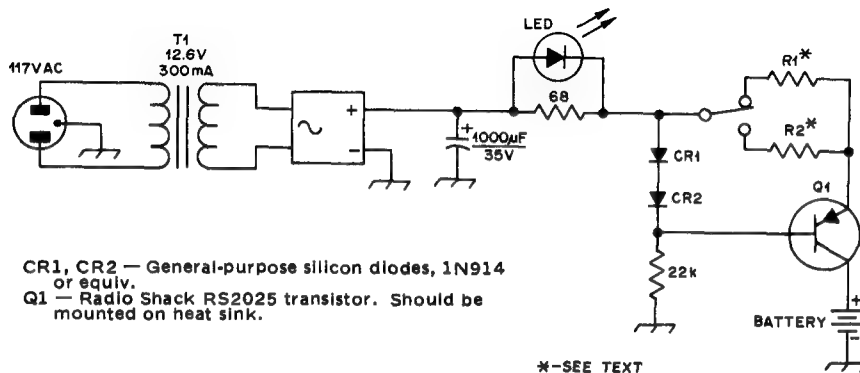 LED
T1
12.6V
300mA
117VAC
R1*
68
+
-
+
1000µF
35V
R2*
CR1
CR2
Q1
22k
BATTERY
+
-
CR1, CR2 — General-purpose silicon diodes, 1N914
or equiv.
Q1 — Radio Shack RS2025 transistor. Should be
mounted on heat sink.
*-SEE TEXT